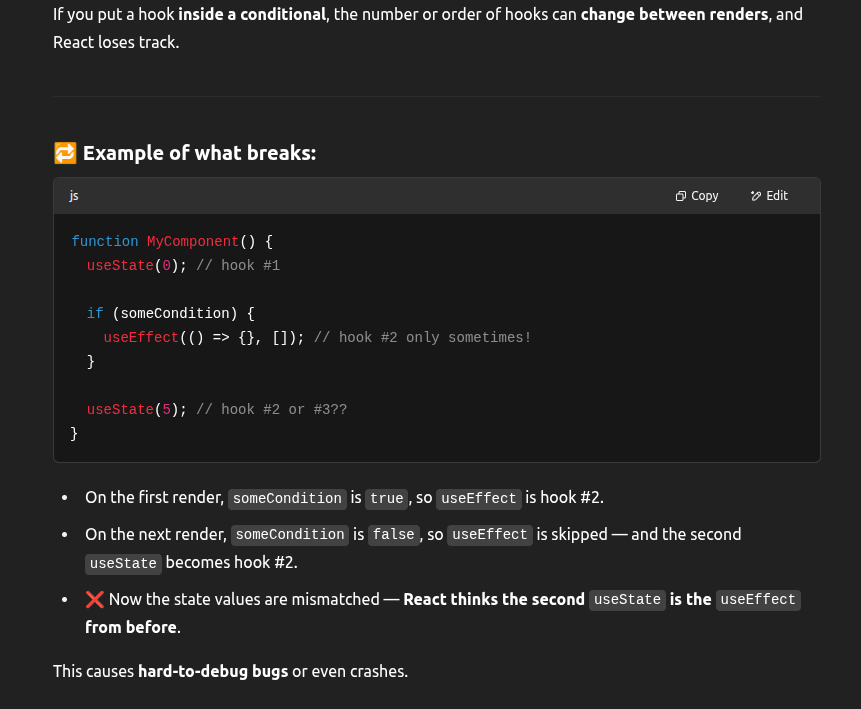 If you put a hook inside a conditional, the number or order of hooks can change between renders, and
React loses track.
🔁 Example of what breaks:
js Copy Edit
function MyComponent() {
  useState(0); // hook #1
  if (someCondition) {
    useEffect(() => {}, []); // hook #2 only sometimes!
  }
  useState(5); // hook #2 or #3??
}
• On the first render, someCondition is true, so useEffect is hook #2.
• On the next render, someCondition is false, so useEffect is skipped — and the second
useState becomes hook #2.
• ❌ Now the state values are mismatched — React thinks the second useState is the useEffect
from before.
This causes hard-to-debug bugs or even crashes.